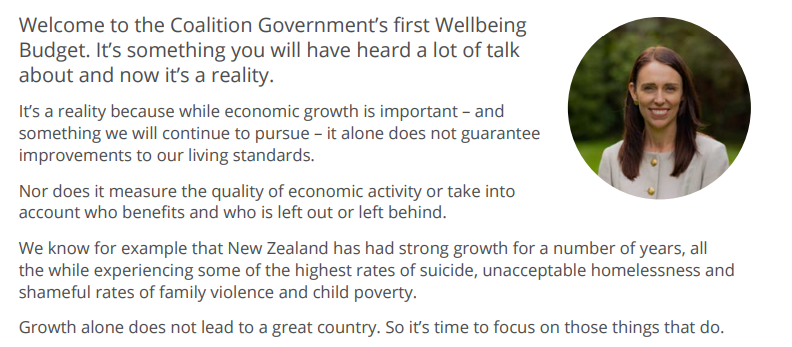 Welcome to the Coalition Government’s first Wellbeing
Budget. It’s something you will have heard a lot of talk
about and now it’s a reality.
It’s a reality because while economic growth is important – and
something we will continue to pursue – it alone does not guarantee
improvements to our living standards.
Nor does it measure the quality of economic activity or take into
account who benefits and who is left out or left behind.
We know for example that New Zealand has had strong growth for a number of years, all
the while experiencing some of the highest rates of suicide, unacceptable homelessness and
shameful rates of family violence and child poverty.
Growth alone does not lead to a great country. So it’s time to focus on those things that do.